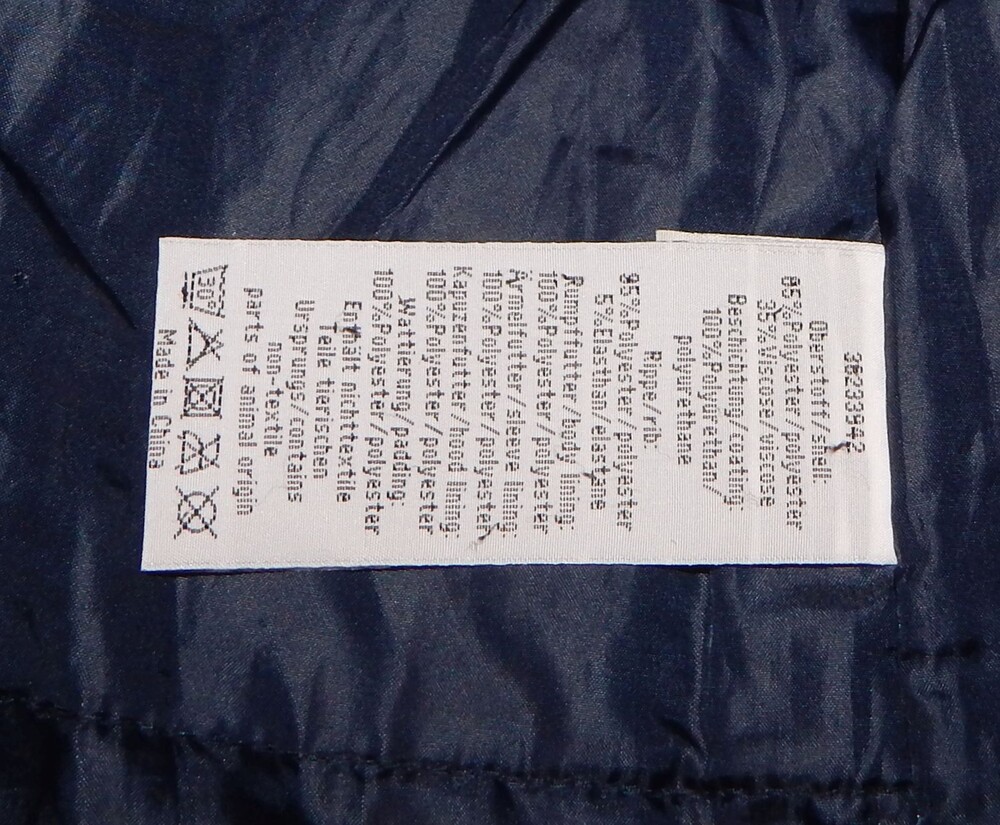 Oberstoff/shel.
65%Polyester/polyester
35%Viscose/viscose
Beschichtung/coating:
100%Polyurethan/
polyurethane
Rippe/rib
95%Polyester/polyester
5%Elasthan/elastane
Rumpffutter/body lining:
100%Polyester/polyester
Ärmelfutter/sleeve lining:
100%Polyester/polyester
Kapuzenfutter/hood lining:
100%Polyester/polyester
Wattierung/padding:
100%Polyester/polyester
Enthält nichttextile
Teile tierischen
Ursprungs/contains
non-textile
parts of animal origin
30
Made in China